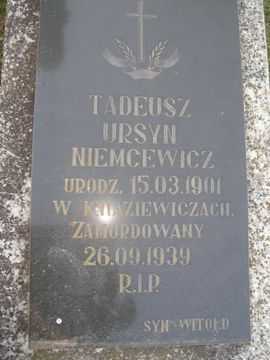 TADEUSZ
URSYN
NIEMCEWICZ
URODZ. 15.03.1901
W KNIAZIEWICZACH.
ZAMORDOWANY
26.09.1939
R.I.P.
SYN WITOLD